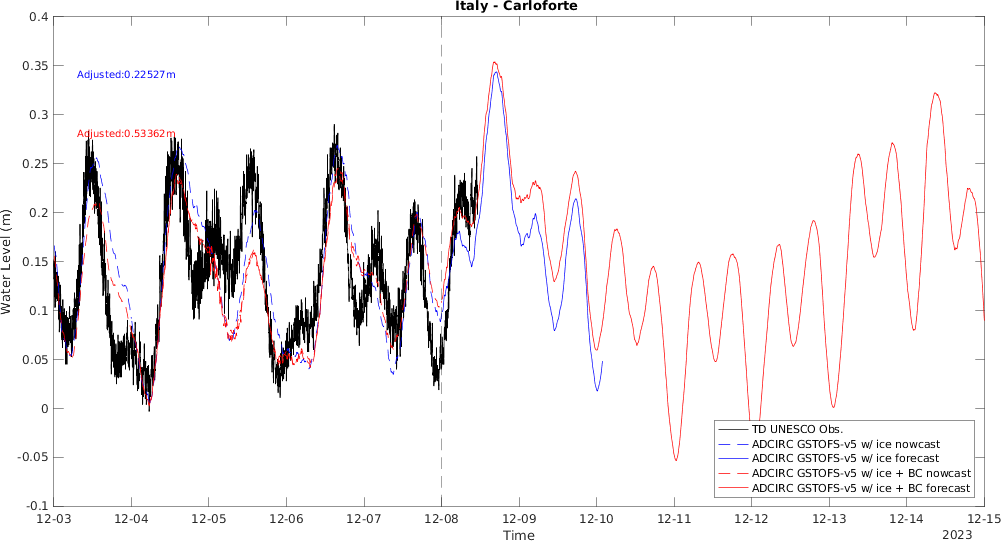 Italy - Carloforte
0.4
0.35
0.3
0.25
0.2
0.15
0.1
0.05
0
-0.05
-0.1
Water Level (m)
Adjusted:0.22527m
Adjusted:0.53362m
TD UNESCO Obs.
ADCIRC GSTOFS-v5 w/ ice nowcast
ADCIRC GSTOFS-v5 w/ ice forecast
ADCIRC GSTOFS-v5 w/ ice + BC nowcast
ADCIRC GSTOFS-v5 w/ ice + BC forecast
12-03 12-04 12-05 12-06 12-07 12-08 12-09 12-10 12-11 12-12 12-13 12-14 12-15
Time
2023